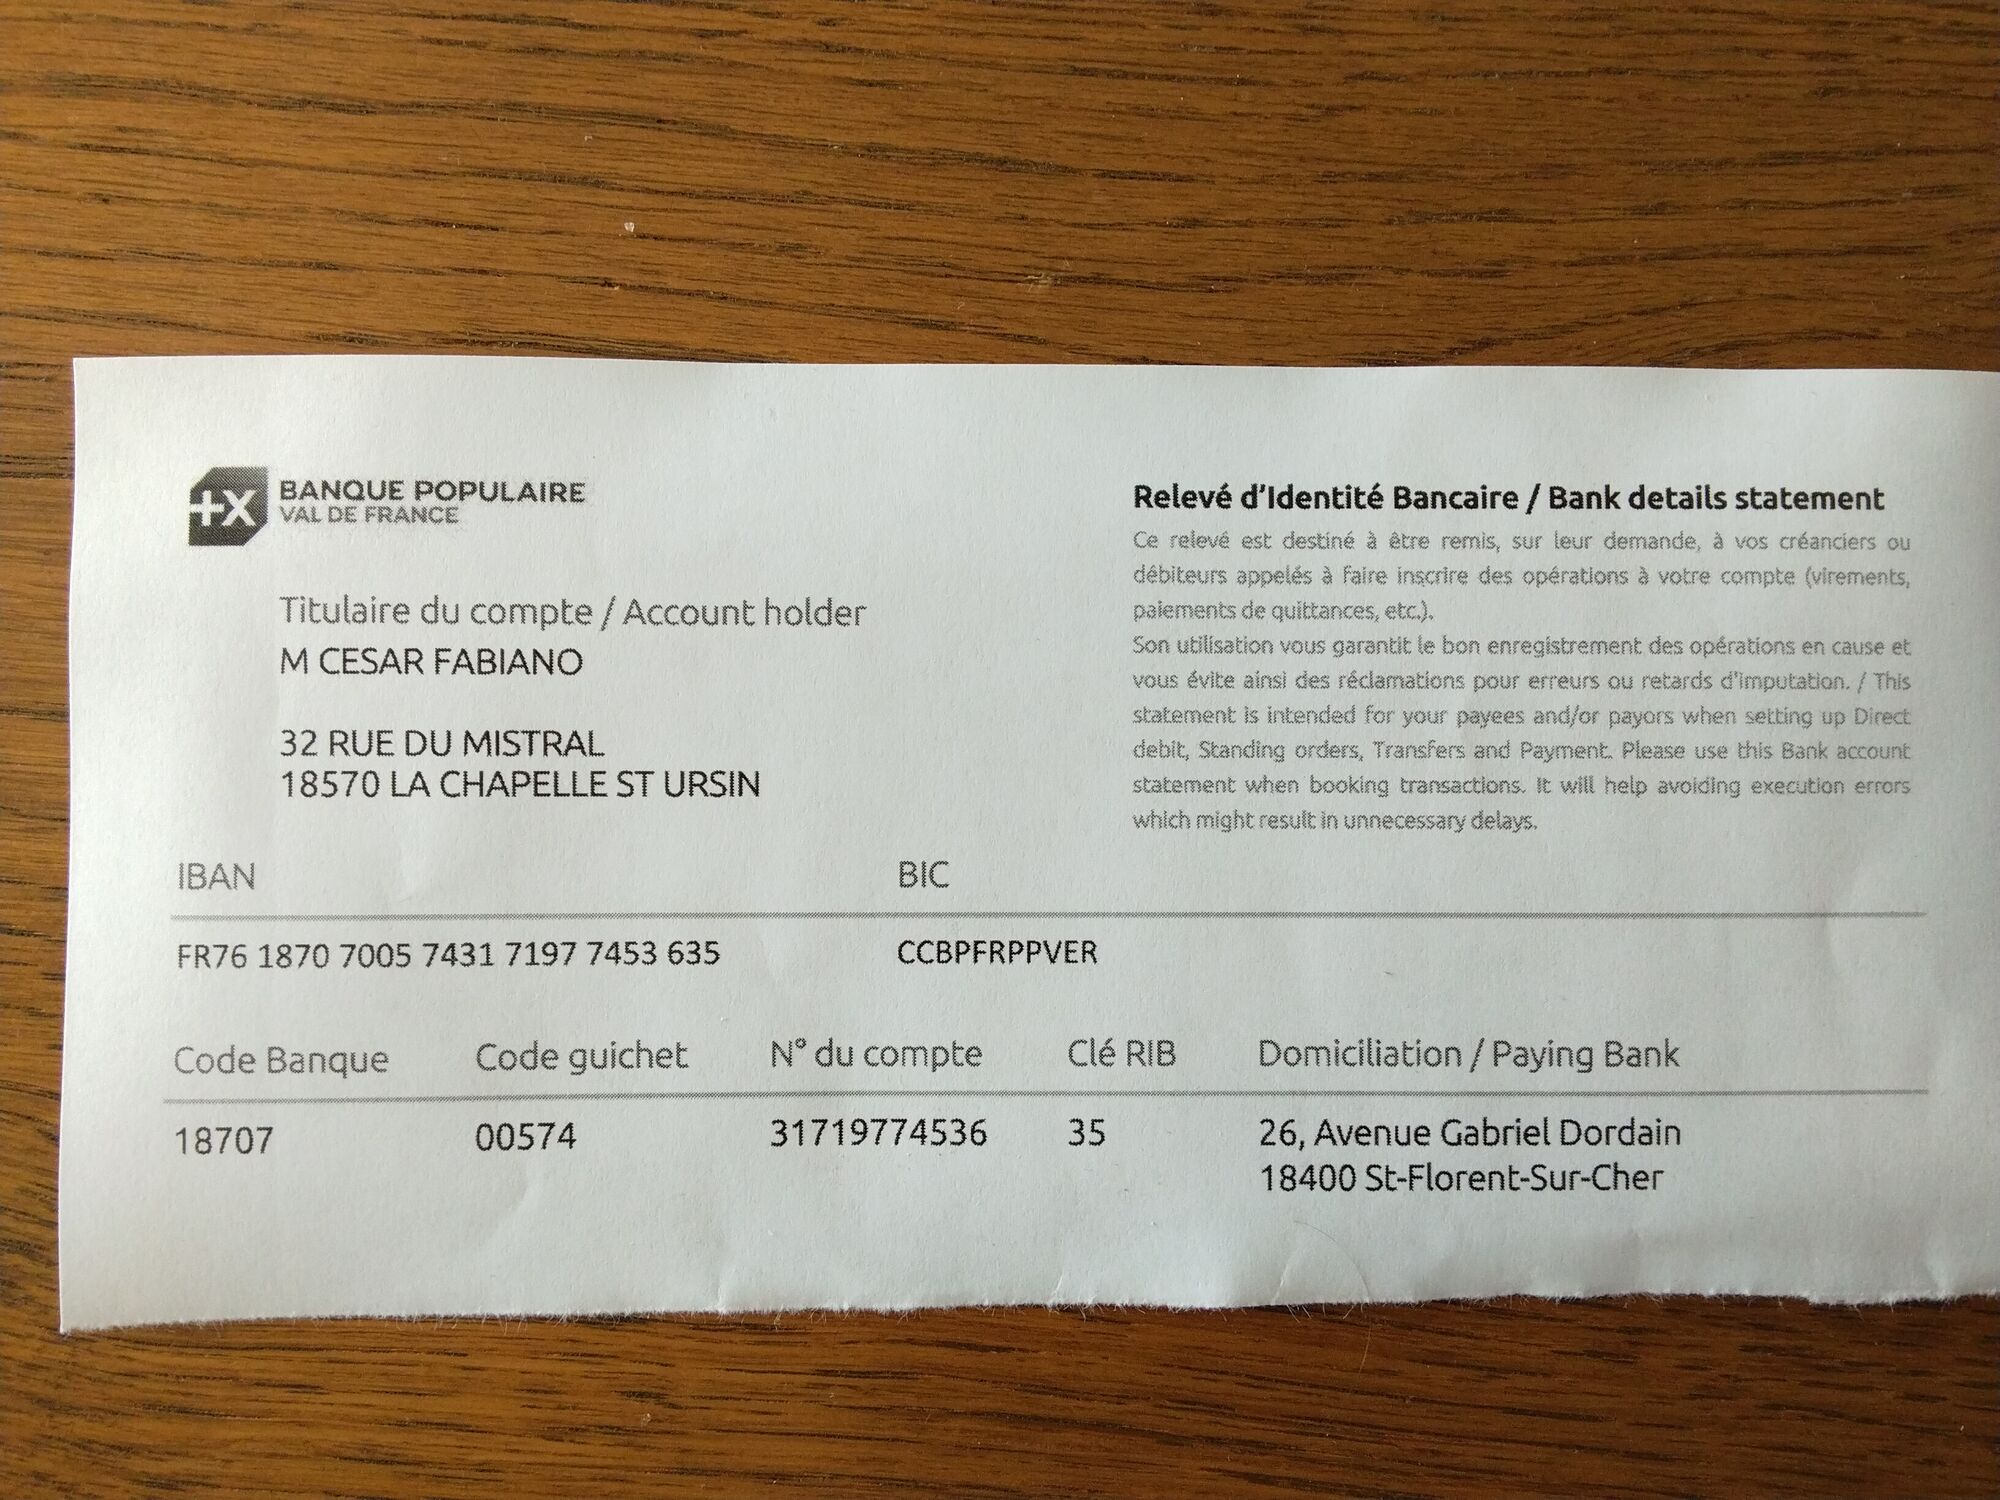 +X BANQUE POPULAIRE
VAL DE FRANCE
Relevé d'Identité Bancaire / Bank details statement
Ce relevé est destiné à être remis, sur leur demande, à vos créanciers ou
débiteurs appelés à faire inscrire des opérations à votre compte (virements,
paiements de quittances, etc.).
Son utilisation vous garantit le bon enregistrement des opérations en cause et
vous évite ainsi des réclamations pour erreurs ou retards d'imputation. / This
statement is intended for your payees and/or payors when setting up Direct
debit, Standing orders, Transfers and Payment. Please use this Bank account
statement when booking transactions. It will help avoiding execution errors
which might result in unnecessary delays.
Titulaire du compte / Account holder
M CESAR FABIANO
32 RUE DU MISTRAL
18570 LA CHAPELLE ST URSIN
IBAN BIC
FR76 1870 7005 7431 7197 7453 635 CCBPFRPPVER
Code Banque Code guichet N° du compte Clé RIB Domiciliation / Paying Bank
18707 00574 31719774536 35 26, Avenue Gabriel Dordain
18400 St-Florent-Sur-Cher